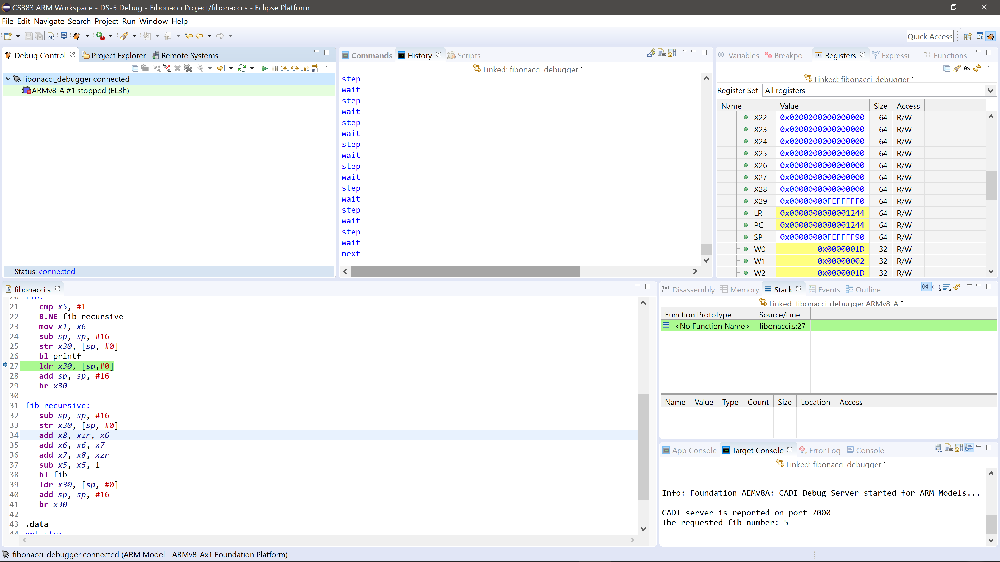 CS383 ARM Workspace - DS-5 Debug - Fibonacci Project/fibonacci.s - Eclipse Platform
File Edit Navigate Search Project Run Window Help
Quick Access
Debug Control Project Explorer Remote Systems
fibonacci_debugger connected
ARMv8-A #1 stopped (EL3h)
Status: connected
Commands History Scripts
Linked: fibonacci_debugger
step
wait
step
wait
step
wait
step
wait
step
wait
step
wait
step
wait
step
wait
next
Variables Breakpo... Registers Expressi... Functions
Linked: fibonacci_debugger
Register Set: All registers
Name Value Size Access
X22 0x0000000000000000 64 R/W
X23 0x0000000000000000 64 R/W
X24 0x0000000000000000 64 R/W
X25 0x0000000000000000 64 R/W
X26 0x0000000000000000 64 R/W
X27 0x0000000000000000 64 R/W
X28 0x0000000000000000 64 R/W
X29 0x00000000FEFFFFF0 64 R/W
LR 0x0000000080001244 64 R/W
PC 0x0000000080001244 64 R/W
SP 0x00000000FEFFFF90 64 R/W
W0 0x0000001D 32 R/W
W1 0x00000002 32 R/W
W2 0x0000001D 32 R/W
fibonacci.s
20 fib:
21 cmp x5, #1
22 B.NE fib_recursive
23 mov x1, x6
24 sub sp, sp, #16
25 str x30, [sp, #0]
26 bl printf
27 ldr x30, [sp,#0]
28 add sp, sp, #16
29 br x30
30
31 fib_recursive:
32 sub sp, sp, #16
33 str x30, [sp, #0]
34 add x8, xzr, x6
35 add x6, x6, x7
36 add x7, x8, xzr
37 sub x5, x5, 1
38 bl fib
39 ldr x30, [sp, #0]
40 add sp, sp, #16
41 br x30
42
43 .data
44 prt_str:
Disassembly Memory Stack Events Outline
Linked: fibonacci_debugger:ARMv8-A
Function Prototype Source/Line
<No Function Name> fibonacci.s:27
Name Value Type Count Size Location Access
App Console Target Console Error Log Console
Linked: fibonacci_debugger
Info: Foundation_AEMv8A: CADI Debug Server started for ARM Models...
CADI server is reported on port 7000
The requested fib number: 5
fibonacci_debugger connected (ARM Model - ARMv8-Ax1 Foundation Platform)